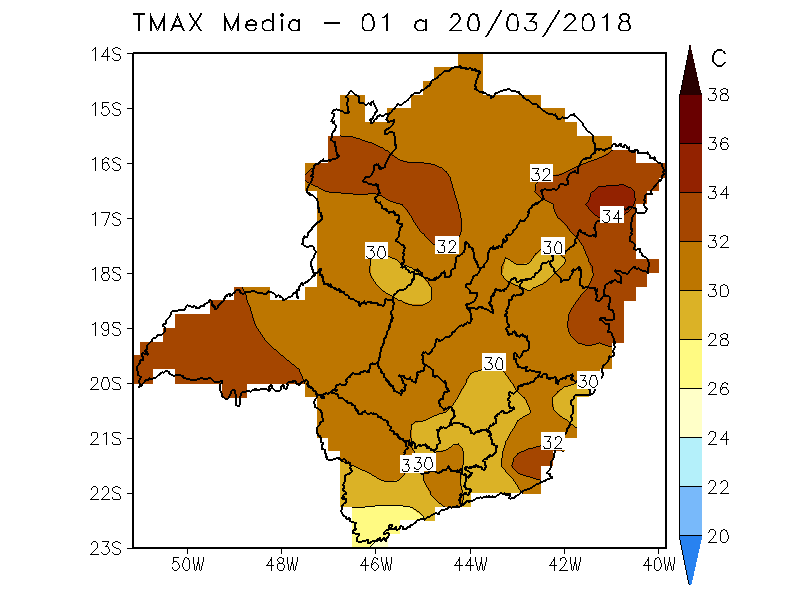 TMAX Media - 01 a 20/03/2018
C
14S
15S
16S
17S
18S
19S
20S
21S
22S
23S
50W 48W 46W 44W 42W 40W
38
36
34
32
30
28
26
24
22
20
32
34
30 32 30
30
30
32
330